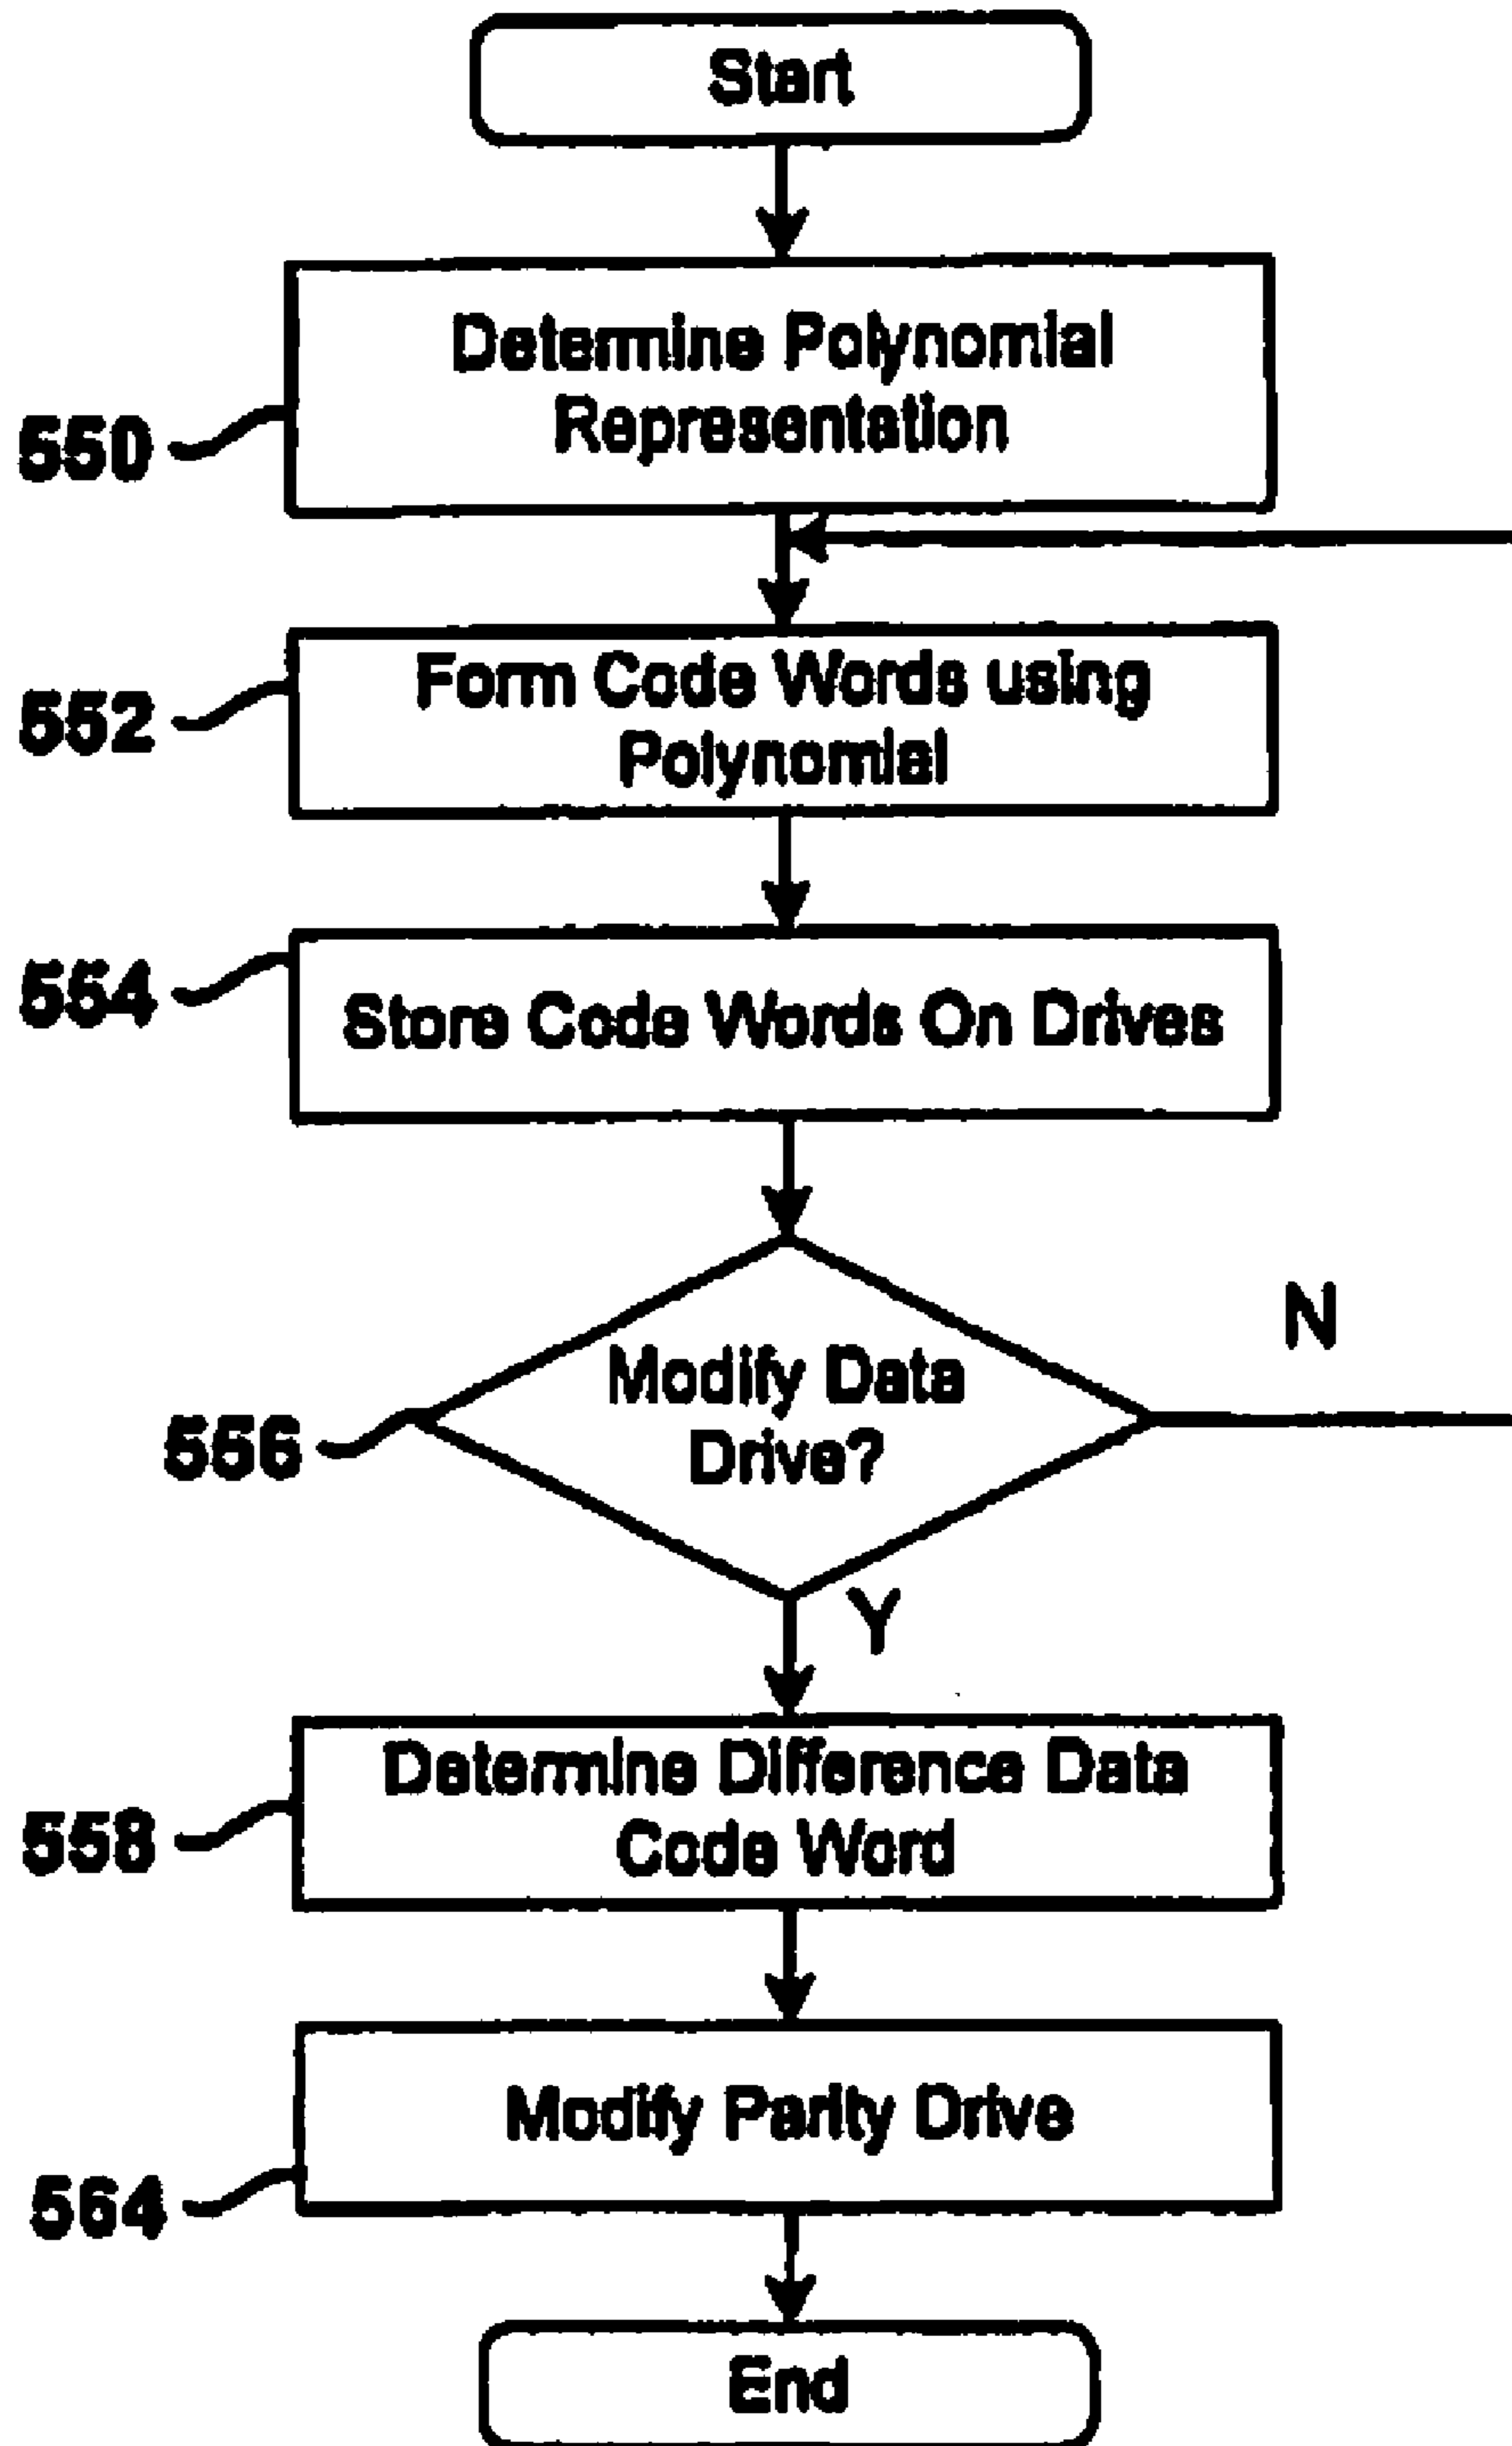 Start
Determine Polynomial
Representation
550
Form Code Words using
Polynomial
552
554
Store Code Words On Drives
N
Modify Data
Drive?
556
Y
Determine Difference Data
Code Word
558
Modify Parity Drive
564
End